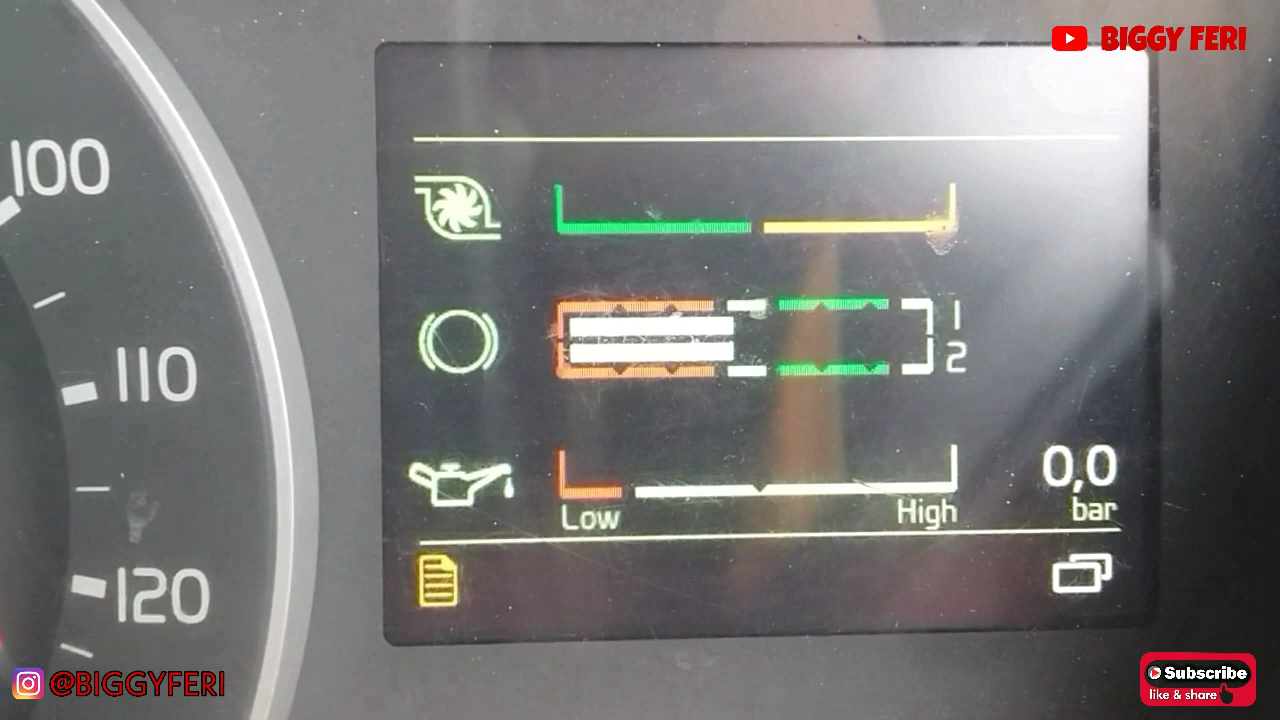 BIGGY FERI
100
110
120
1
2
0,0
bar
Low
High
@BIGGYFERI
Subscribe
like & share